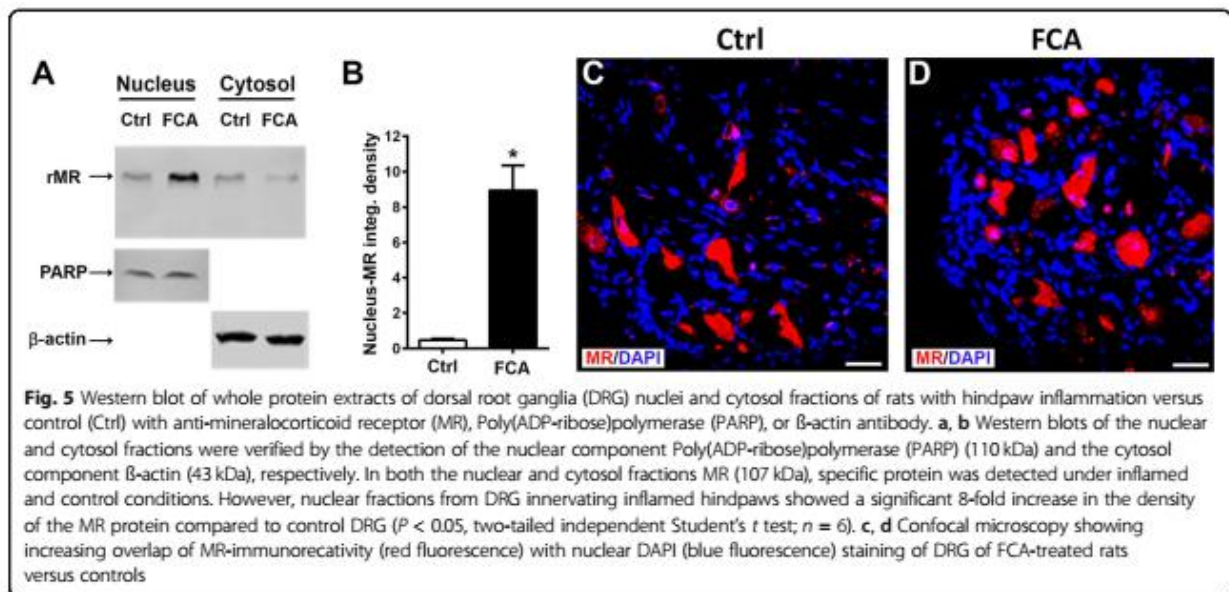 Ctrl
FCA
A
B
C
D
Nucleus Cytosol
Ctrl FCA Ctrl FCA
rMR
PARP
β-actin
Nucleus-MR integ. density
12
10
8
6
4
2
0
*
Ctrl
FCA
MR/DAPI
MR/DAPI
Fig. 5 Western blot of whole protein extracts of dorsal root ganglia (DRG) nuclei and cytosol fractions of rats with hindpaw inflammation versus
control (Ctrl) with anti-mineralocorticoid receptor (MR), Poly(ADP-ribose)polymerase (PARP), or ß-actin antibody. a, b Western blots of the nuclear
and cytosol fractions were verified by the detection of the nuclear component Poly(ADP-ribose)polymerase (PARP) (110 kDa) and the cytosol
component ß-actin (43 kDa), respectively. In both the nuclear and cytosol fractions MR (107 kDa), specific protein was detected under inflamed
and control conditions. However, nuclear fractions from DRG innervating inflamed hindpaws showed a significant 8-fold increase in the density
of the MR protein compared to control DRG (P < 0.05, two-tailed independent Student's t test; n = 6). c, d Confocal microscopy showing
increasing overlap of MR-immunorecativity (red fluorescence) with nuclear DAPI (blue fluorescence) staining of DRG of FCA-treated rats
versus controls